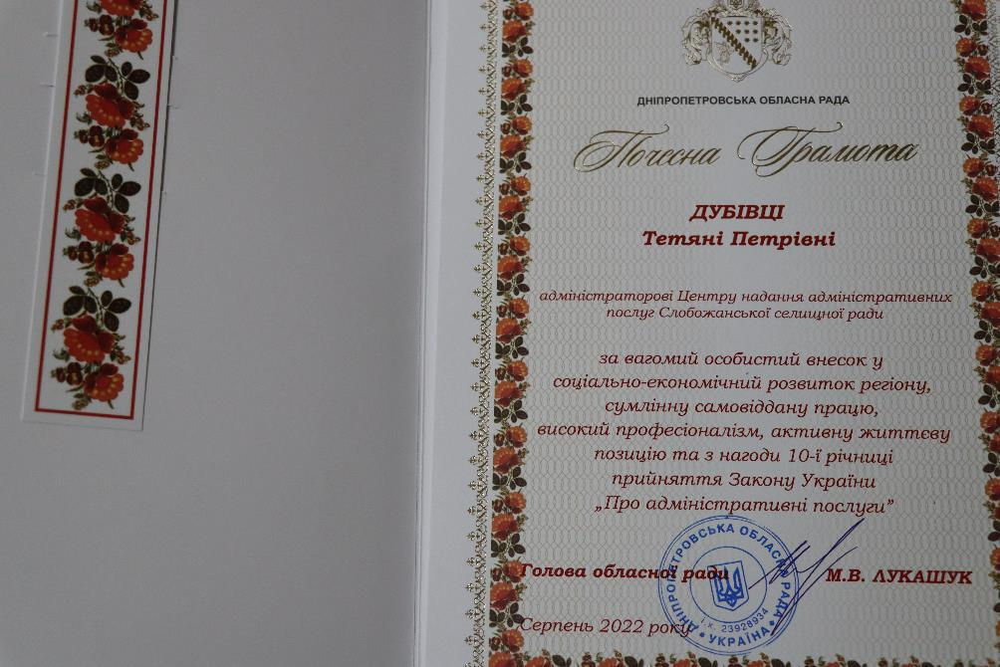 ДНІПРОПЕТРОВСЬКА ОБЛАСНА РАДА
Почесна Грамота
ДУБІВЦІ
Тетяні Петрівні
адміністраторові Центру надання адміністративних
послуг Слобожанської селищної ради
за вагомий особистий внесок у
соціально-економічний розвиток регіону,
сумлінну самовіддану працю,
високий професіоналізм, активну життєву
позицію та з нагоди 10-ї річниці
прийняття Закону України
„Про адміністративні послуги”
Голова обласної ради М.В. ЛУКАШУК
Серпень 2022 року
ДНІПРОПЕТРОВСЬКА ОБЛАСНА РАДА
і.к. 23928934
УКРАЇНА